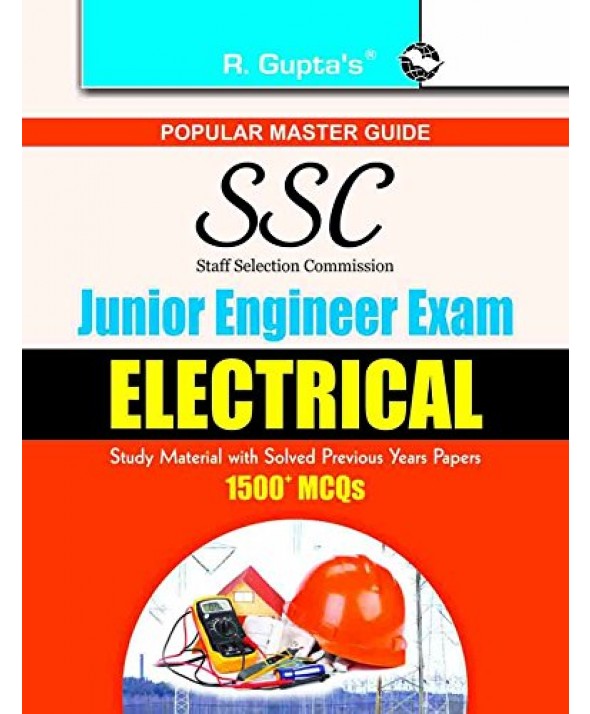 R. Gupta's®
POPULAR MASTER GUIDE
SSC
Staff Selection Commission
Junior Engineer Exam
ELECTRICAL
Study Material with Solved Previous Years Papers
1500+ MCQs